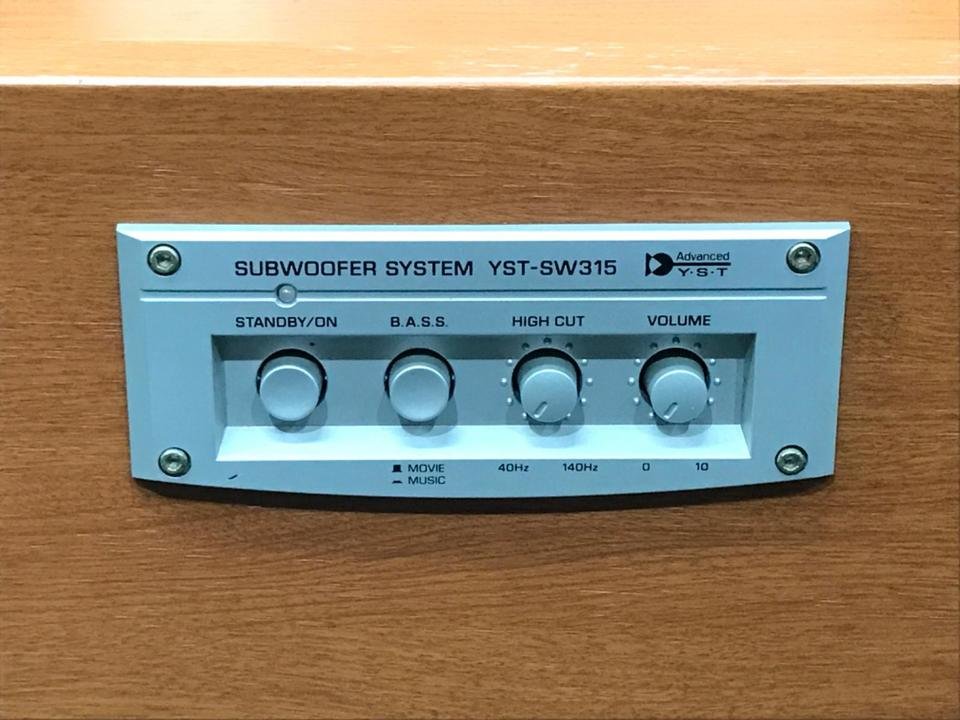 SUBWOOFER SYSTEM YST-SW315
Advanced
Y·S·T
STANDBY/ON B.A.S.S. HIGH CUT VOLUME
MOVIE
MUSIC
40Hz 140Hz 0 10